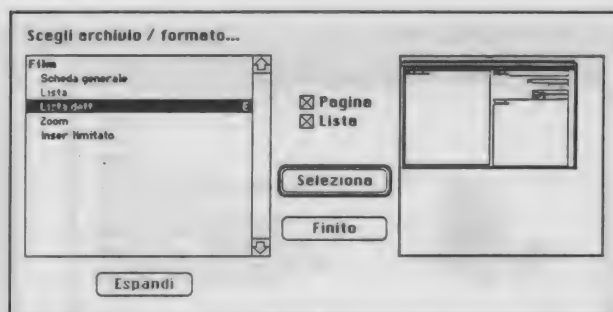 Scegli archivio / formato...
Film
Scheda generale
Lista
Lista dett. E
Zoom
Inser limitato
Pagina
Lista
Seleziona
Finito
Espandi